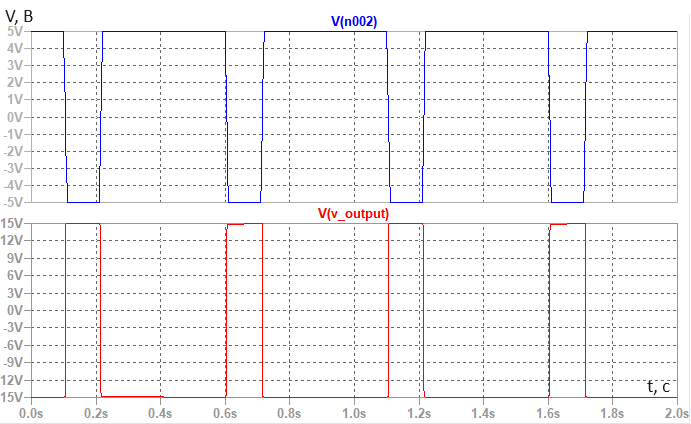 V, В
V(n002)
5V
4V
3V
2V
1V
0V
-1V
-2V
-3V
-4V
-5V
V(v_output)
15V
12V
9V
6V
3V
0V
-3V
-6V
-9V
12V
15V
t, с
0.0s 0.2s 0.4s 0.6s 0.8s 1.0s 1.2s 1.4s 1.6s 1.8s 2.0s